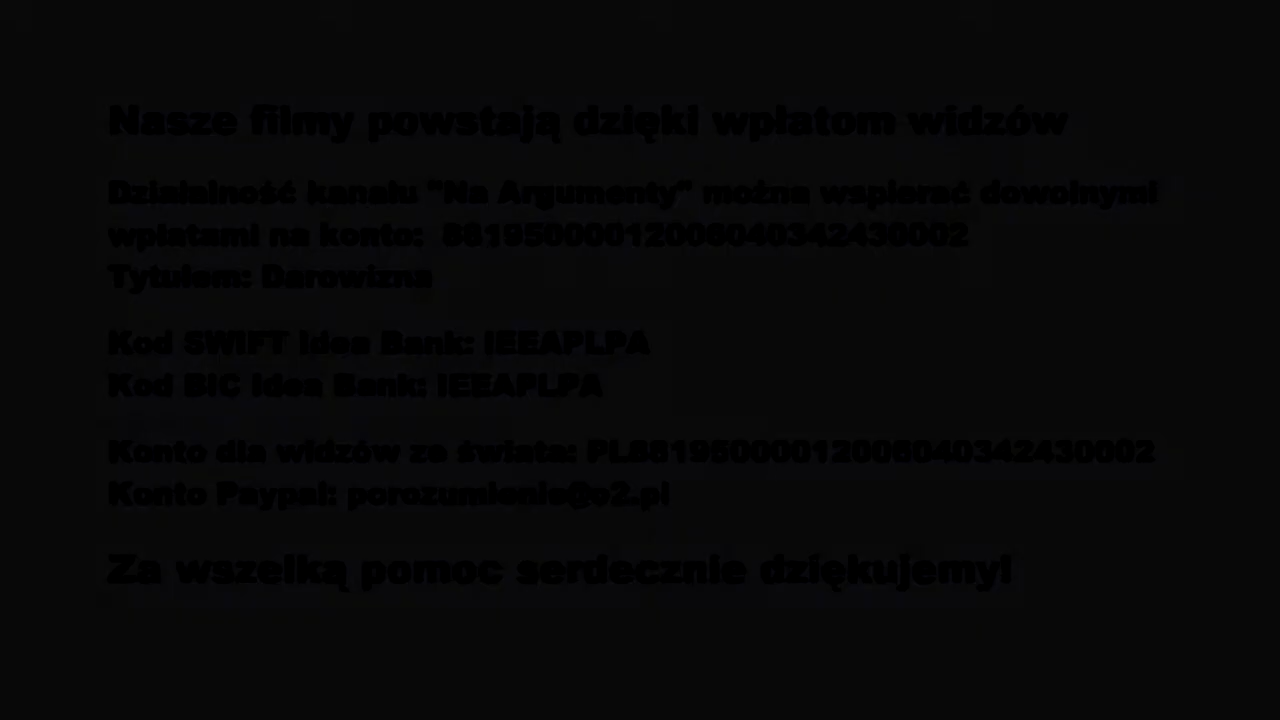 Nasze filmy powstają dzięki wpłatom widzów
Działalność kanału "Na Argumenty" można wspierać dowolnymi
wpłatami na konto: 88195000012006040342430002
Tytułem: Darowizna
Kod SWIFT Idea Bank: IEEAPLPA
Kod BIC Idea Bank: IEEAPLPA
Konto dla widzów ze świata: PL88195000012006040342430002
Konto Paypal: porozumienie@o2.pl
Za wszelką pomoc serdecznie dziękujemy!